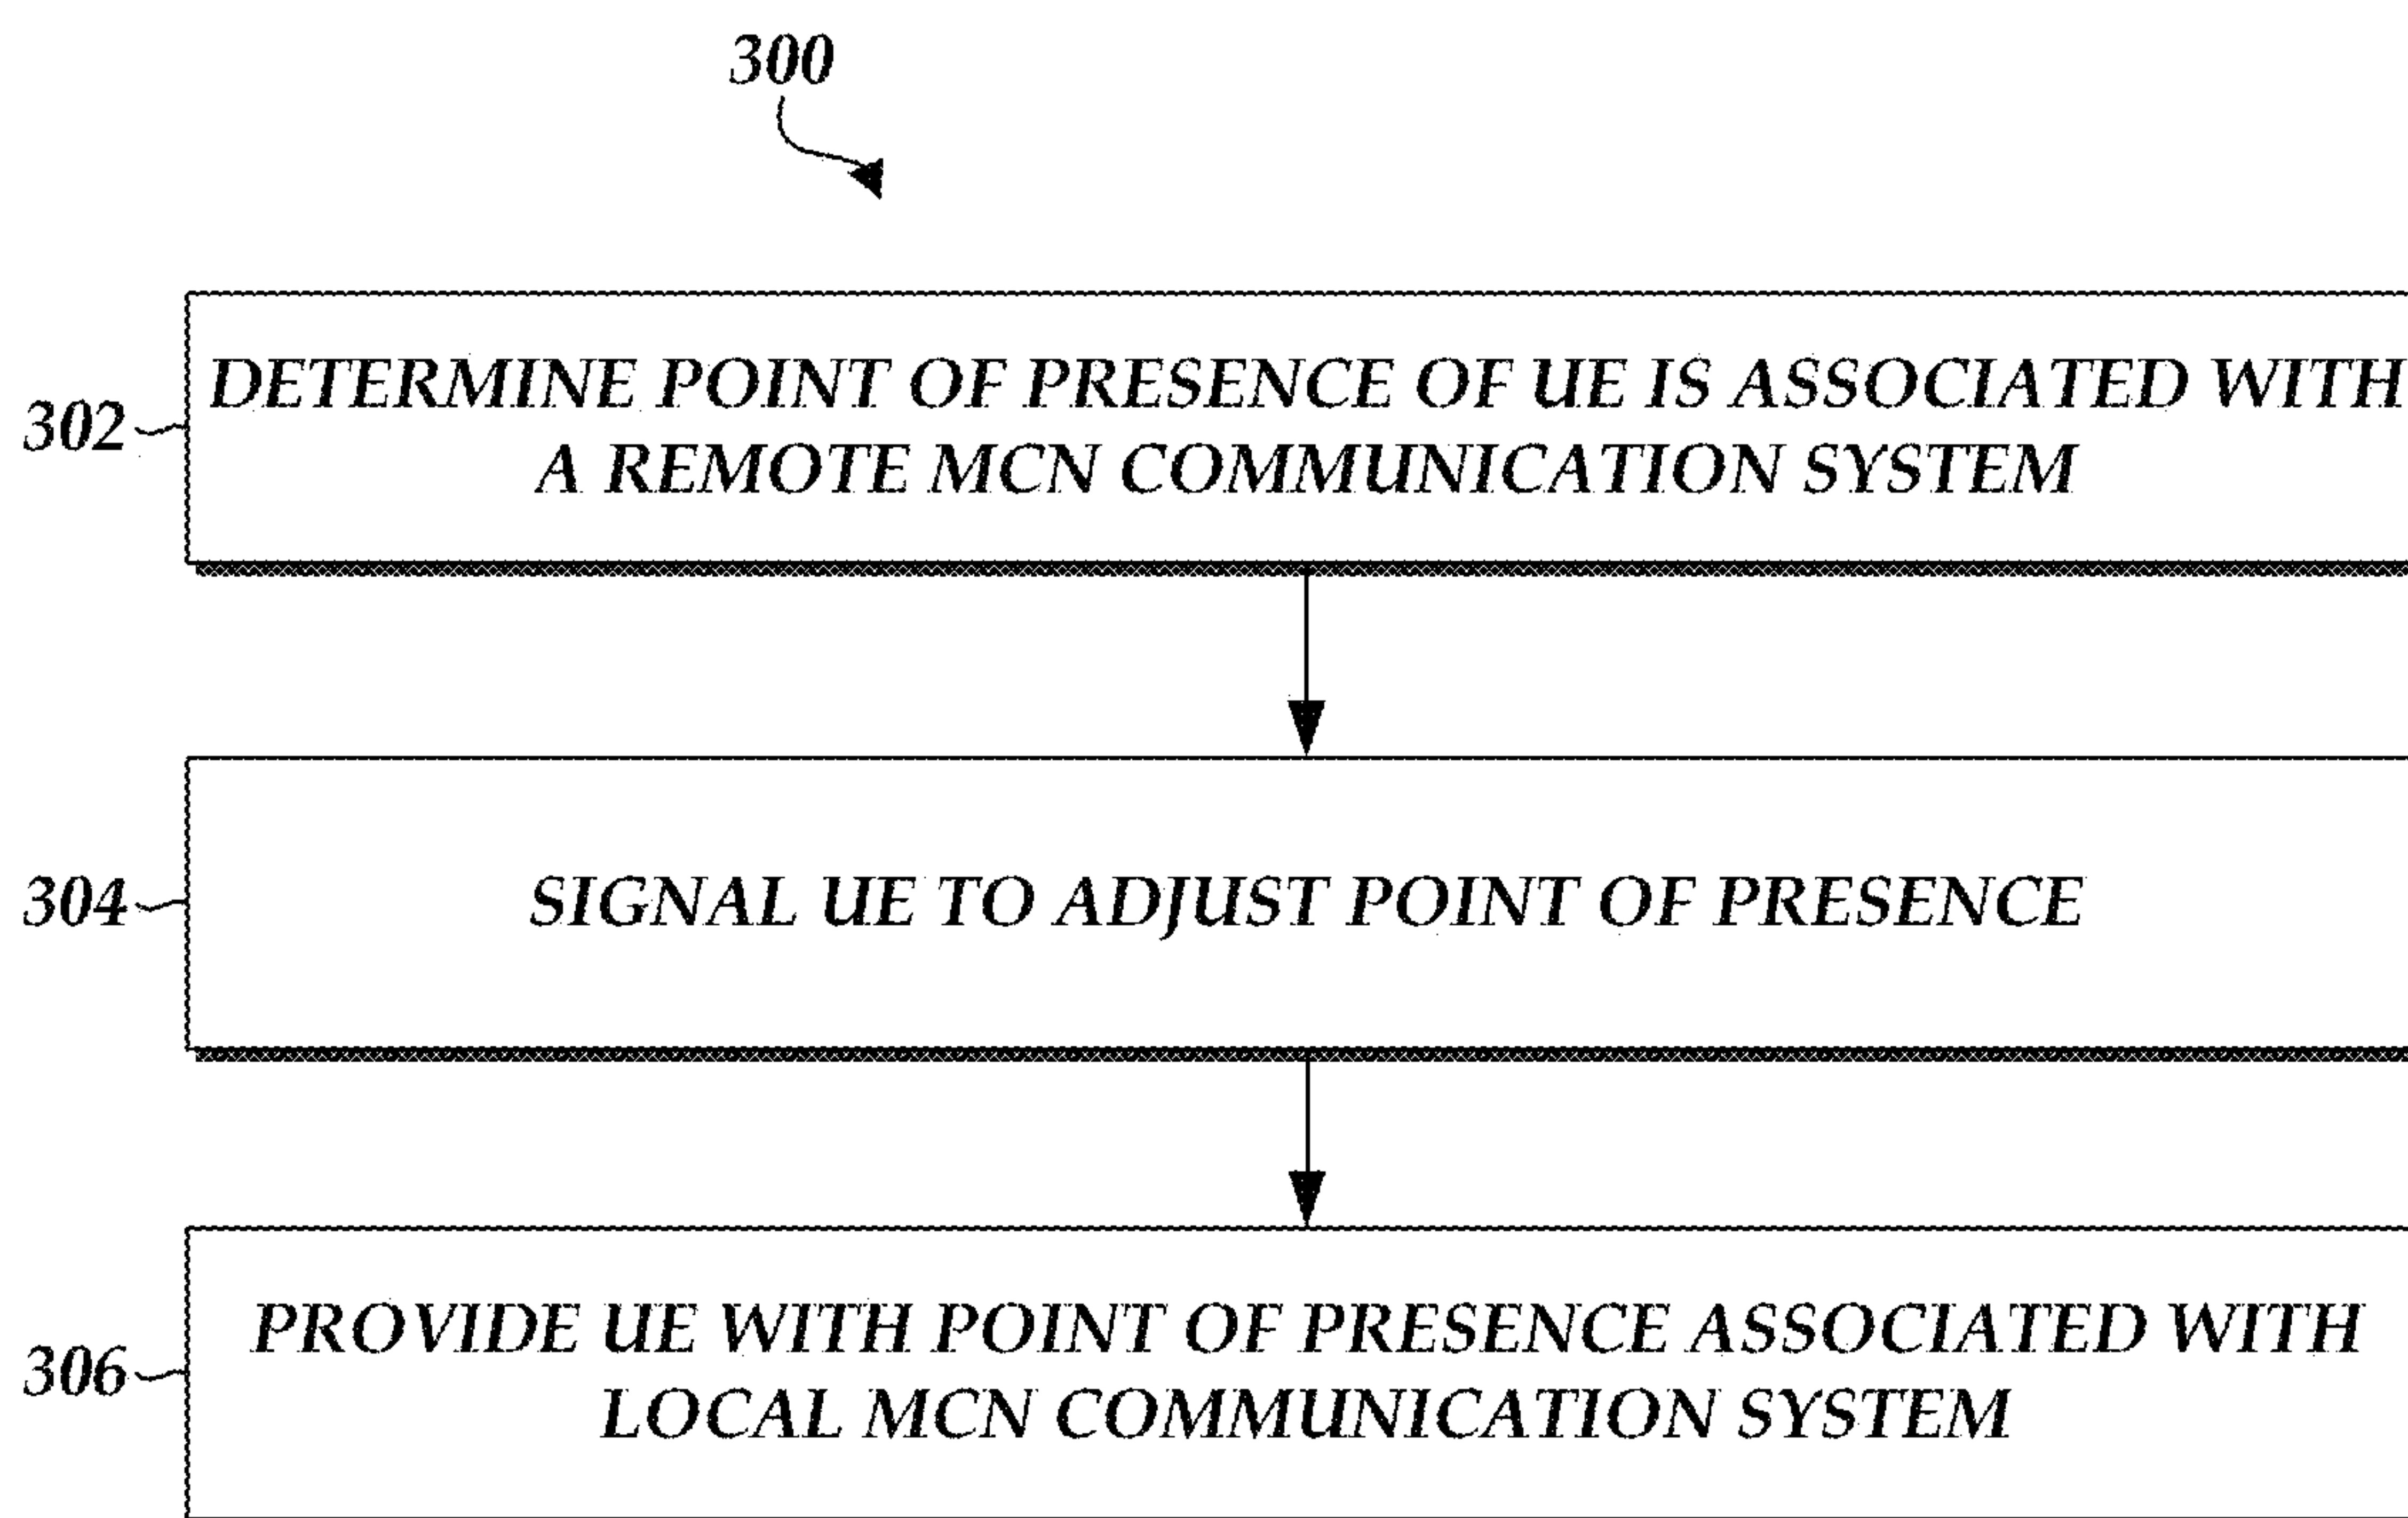 300
302
DETERMINE POINT OF PRESENCE OF UE IS ASSOCIATED WITH
A REMOTE MCN COMMUNICATION SYSTEM
304
SIGNAL UE TO ADJUST POINT OF PRESENCE
306
PROVIDE UE WITH POINT OF PRESENCE ASSOCIATED WITH
LOCAL MCN COMMUNICATION SYSTEM